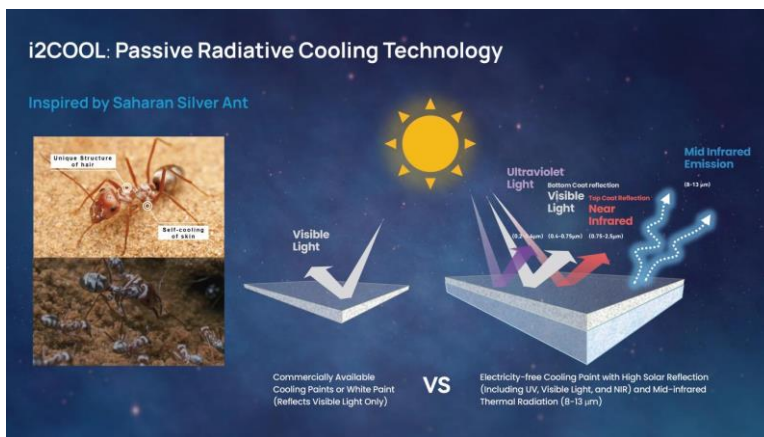 i2COOL: Passive Radiative Cooling Technology
Inspired by Saharan Silver Ant
Unique Structure
of hair
Self-cooling
of skin
Visible
Light
Ultraviolet
Light
Bottom Coat reflection
Visible
Light
(0.4-0.75μm)
Top Coat Reflection
Near
Infrared
(0.75-2.5μm)
Mid Infrared
Emission
(8-13 μm)
Commercially Available
Cooling Paints or White Paint
(Reflects Visible Light Only)
VS
Electricity-free Cooling Paint with High Solar Reflection
(Including UV, Visible Light, and NIR) and Mid-infrared
Thermal Radiation (8-13 μm)